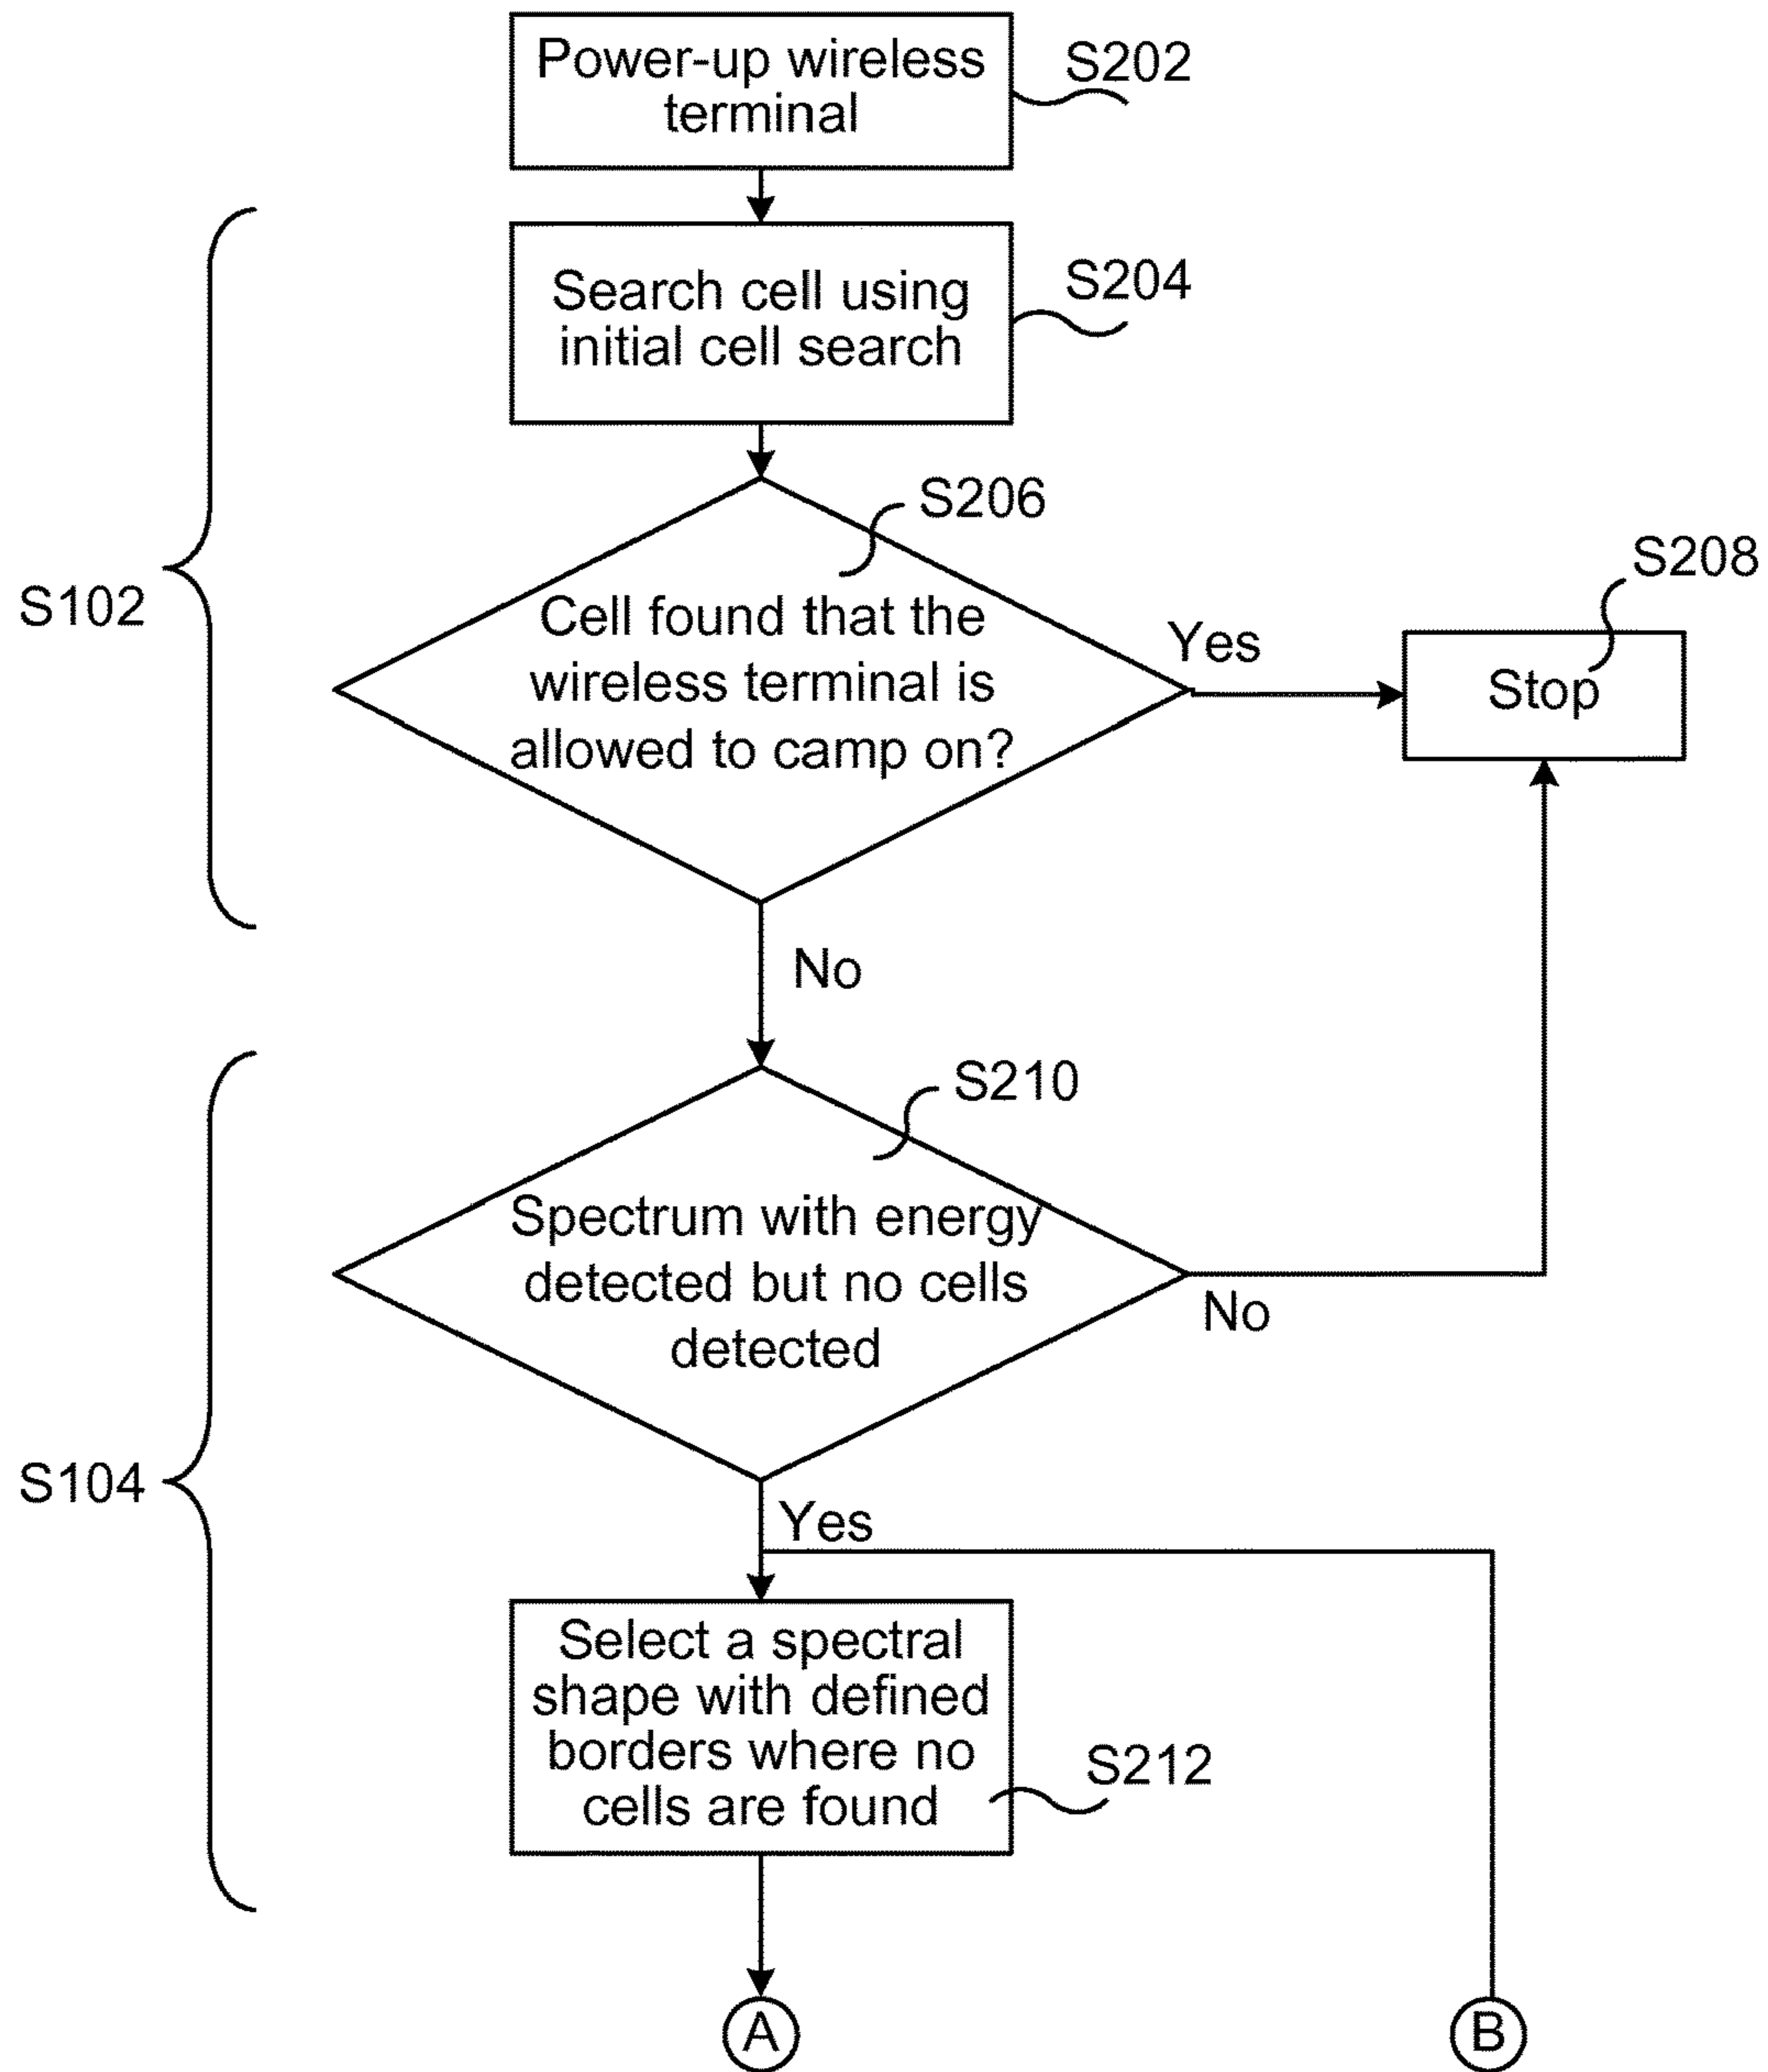 Power-up wireless
terminal
S202
Search cell using
initial cell search
S204
S102
S206
Cell found that the
wireless terminal is
allowed to camp on?
Yes
S208
Stop
No
S210
Spectrum with energy
detected but no cells
detected
No
S104
Yes
Select a spectral
shape with defined
borders where no
cells are found
S212
A
B